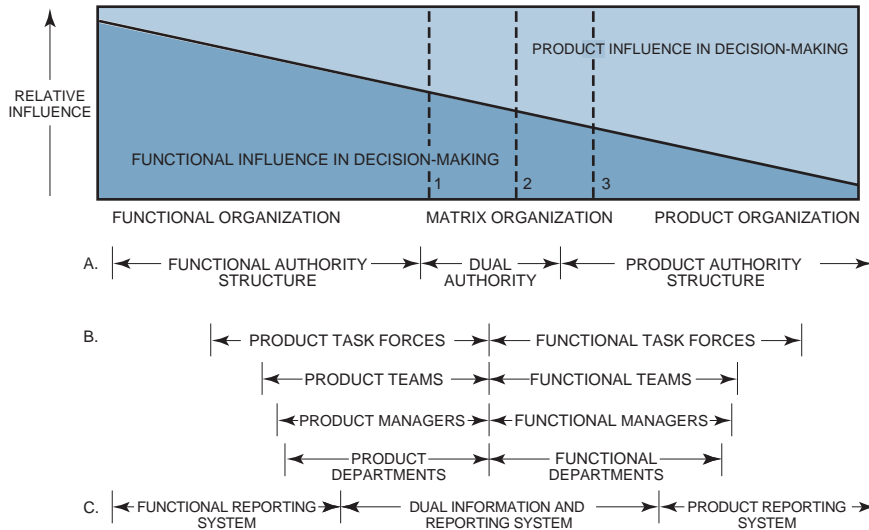 PRODUCT INFLUENCE IN DECISION-MAKING
RELATIVE
INFLUENCE
FUNCTIONAL INFLUENCE IN DECISION-MAKING
1
2
3
FUNCTIONAL ORGANIZATION
MATRIX ORGANIZATION
PRODUCT ORGANIZATION
A.
FUNCTIONAL AUTHORITY
STRUCTURE
DUAL
AUTHORITY
PRODUCT AUTHORITY
STRUCTURE
B.
PRODUCT TASK FORCES
FUNCTIONAL TASK FORCES
PRODUCT TEAMS
FUNCTIONAL TEAMS
PRODUCT MANAGERS
FUNCTIONAL MANAGERS
PRODUCT
DEPARTMENTS
FUNCTIONAL
DEPARTMENTS
C.
FUNCTIONAL REPORTING
SYSTEM
DUAL INFORMATION AND
REPORTING SYSTEM
PRODUCT REPORTING
SYSTEM